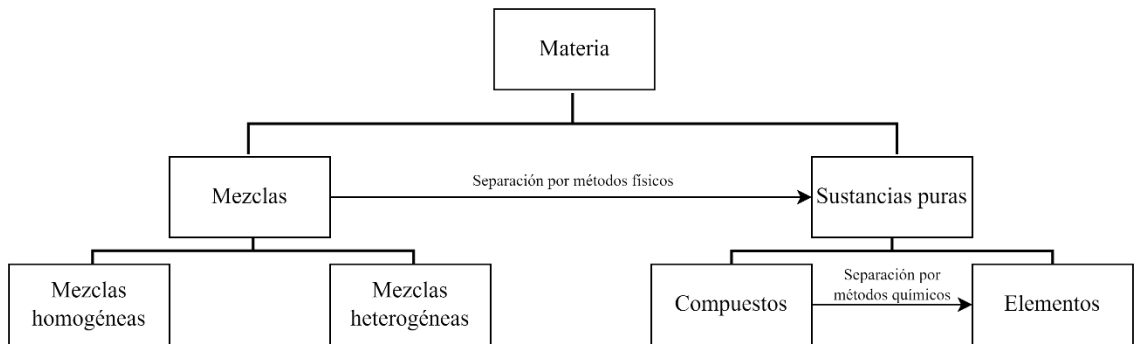 Materia
Mezclas
Separación por métodos físicos
Sustancias puras
Mezclas
homogéneas
Mezclas
heterogéneas
Compuestos
Separación por
métodos químicos
Elementos